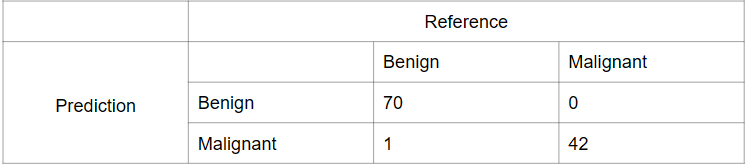 Reference
Benign Malignant
Prediction
Benign 70 0
Malignant 1 42